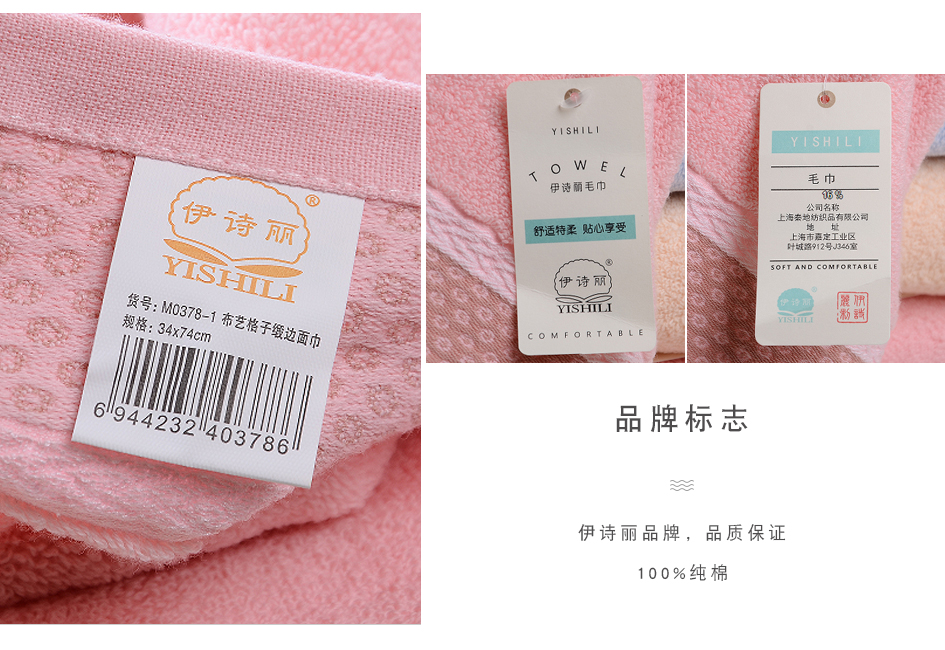 伊诗丽®
YISHILI
货号: M0378-1 布艺格子缎边面巾
规格: 34x74cm
6 944232 403786
YISHILI
TOWEL
伊诗丽毛巾
舒适特柔 贴心享受
伊诗丽®
YISHILI
COMFORTABLE
YISHILI
毛巾
16%
公司名称
上海泰地纺织品有限公司
地 址
上海市嘉定工业区
叶城路912号J346室
SOFT AND COMFORTABLE
伊诗丽®
YISHILI
品牌标志
伊诗丽品牌，品质保证
100%纯棉